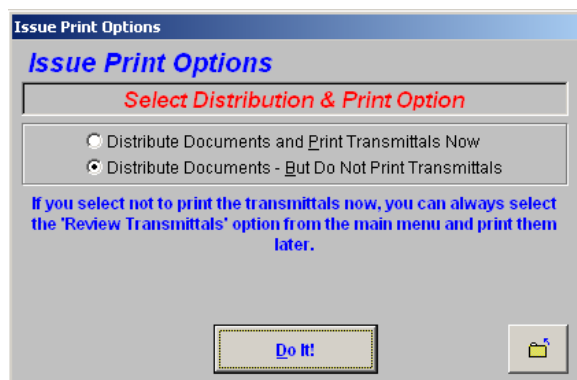 Issue Print Options
Issue Print Options
Select Distribution & Print Option
Distribute Documents and Print Transmittals Now
Distribute Documents - But Do Not Print Transmittals
If you select not to print the transmittals now, you can always select
the 'Review Transmittals' option from the main menu and print them
later.
Do It!